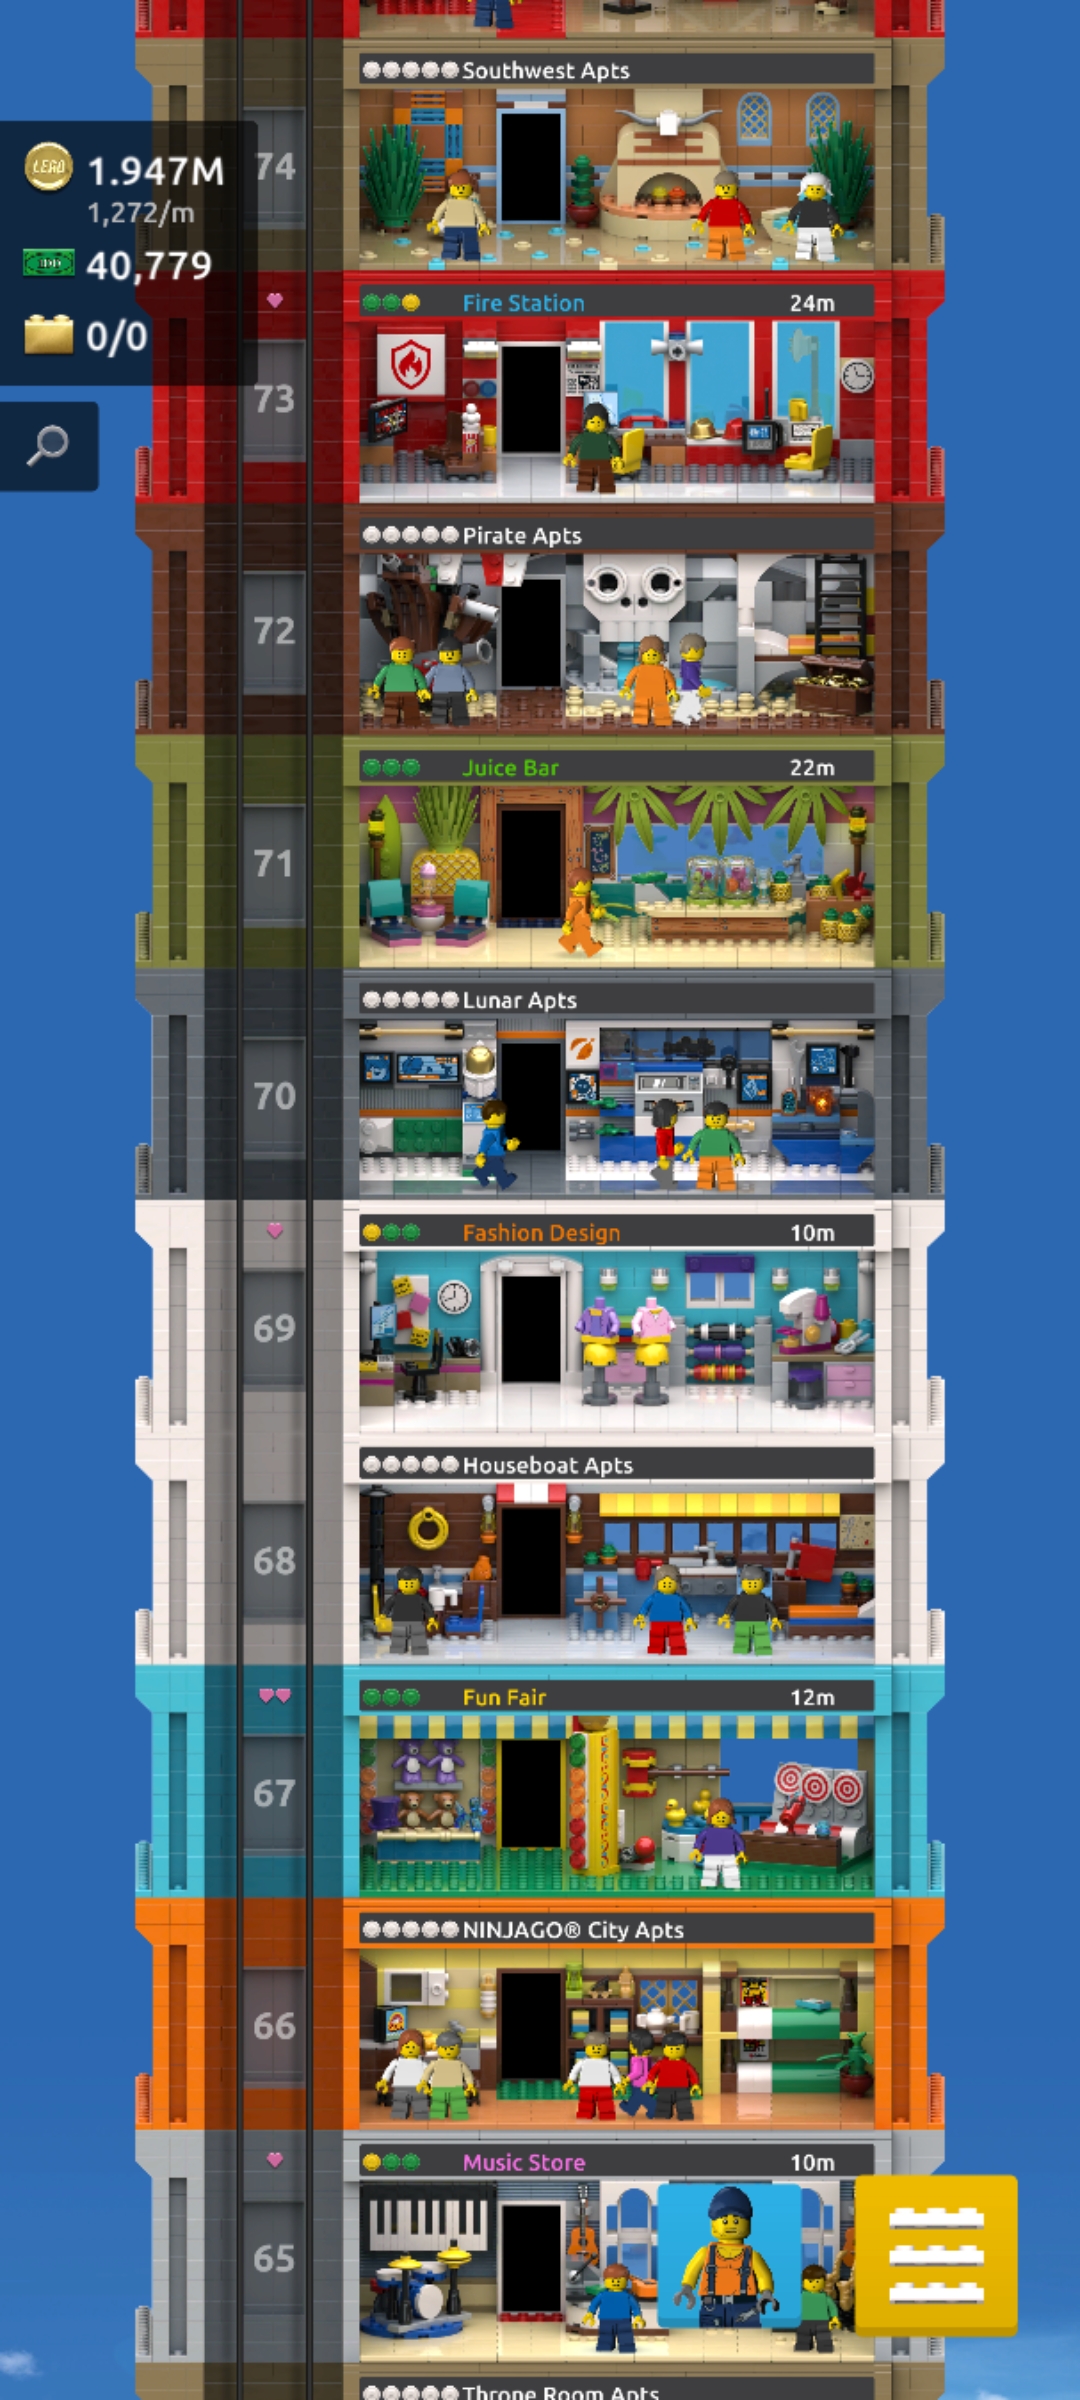 Southwest Apts
LEGO 1.947M
74
1,272/m
40,779
Fire Station 24m
0/0
73
Pirate Apts
72
Juice Bar 22m
71
Lunar Apts
70
Fashion Design 10m
69
Houseboat Apts
68
Fun Fair 12m
67
NINJAGO® City Apts
66
Music Store 10m
65
Throne Room Apts